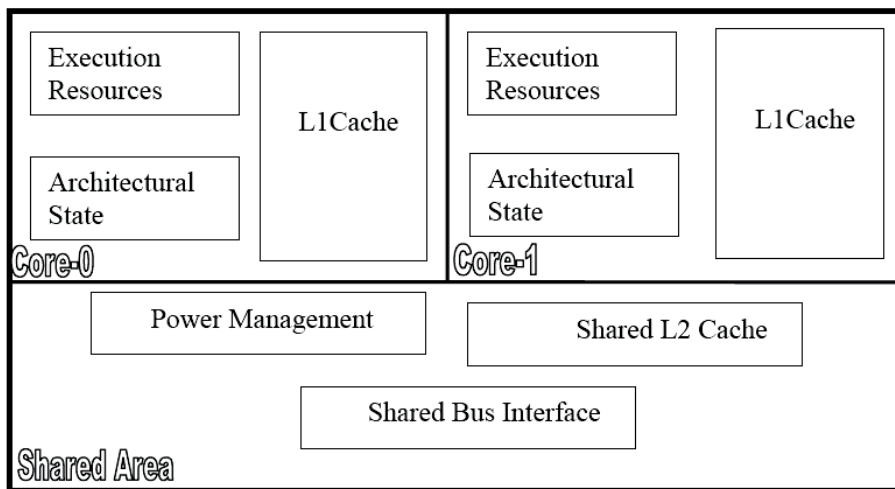 Execution
Resources
L1Cache
Architectural
State
Core-0
Execution
Resources
L1Cache
Architectural
State
Core-1
Power Management
Shared L2 Cache
Shared Bus Interface
Shared Area